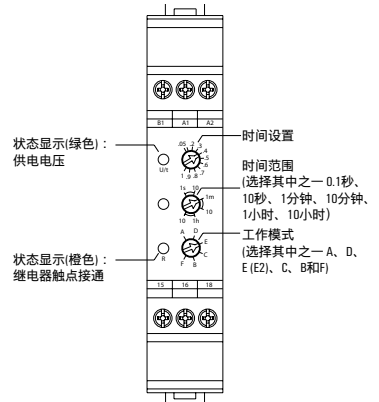 B1 A1 A2
状态显示(绿色)：
供电电压
U/t
.05 .2 .3 .4 .5 .6 .7 .8 .9 1
时间设置
时间范围
(选择其中之一 0.1秒、
10秒、1分钟、10分钟、
1小时、10小时)
1s 10 1m 10 1h 10
工作模式
(选择其中之一 A、D、
E (E2)、C、B和F)
A D E C B F
R
状态显示(橙色)：
继电器触点接通
15 16 18